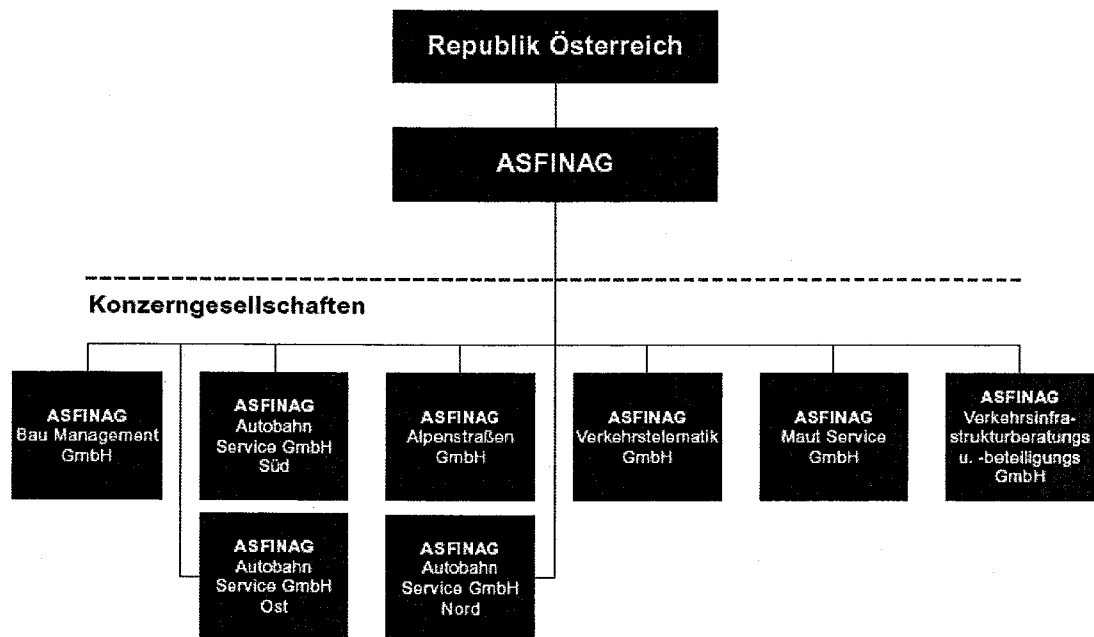 Republik Österreich
ASFINAG
Konzerngesellschaften
ASFINAG
Bau Management
GmbH
ASFINAG
Autobahn
Service GmbH
Süd
ASFINAG
Alpenstraßen
GmbH
ASFINAG
Verkehrstelematik
GmbH
ASFINAG
Maut Service
GmbH
ASFINAG
Verkehrsinfra-
strukturberatungs
u. -beteiligungs
GmbH
ASFINAG
Autobahn
Service GmbH
Ost
ASFINAG
Autobahn
Service GmbH
Nord